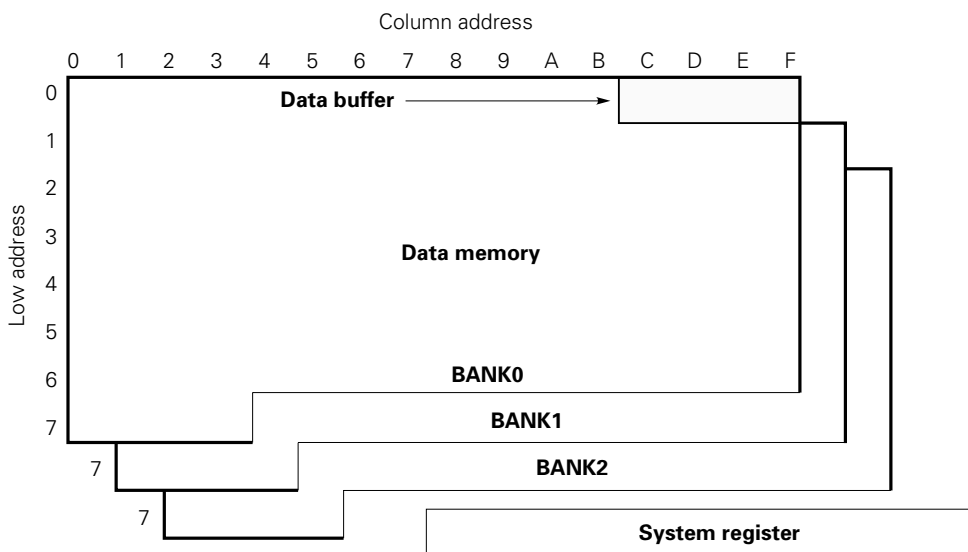 Column address
0 1 2 3 4 5 6 7 8 9 A B C D E F
0
Data buffer
1
2
3
Data memory
Low address
4
5
6
BANK0
7
BANK1
7
BANK2
7
System register